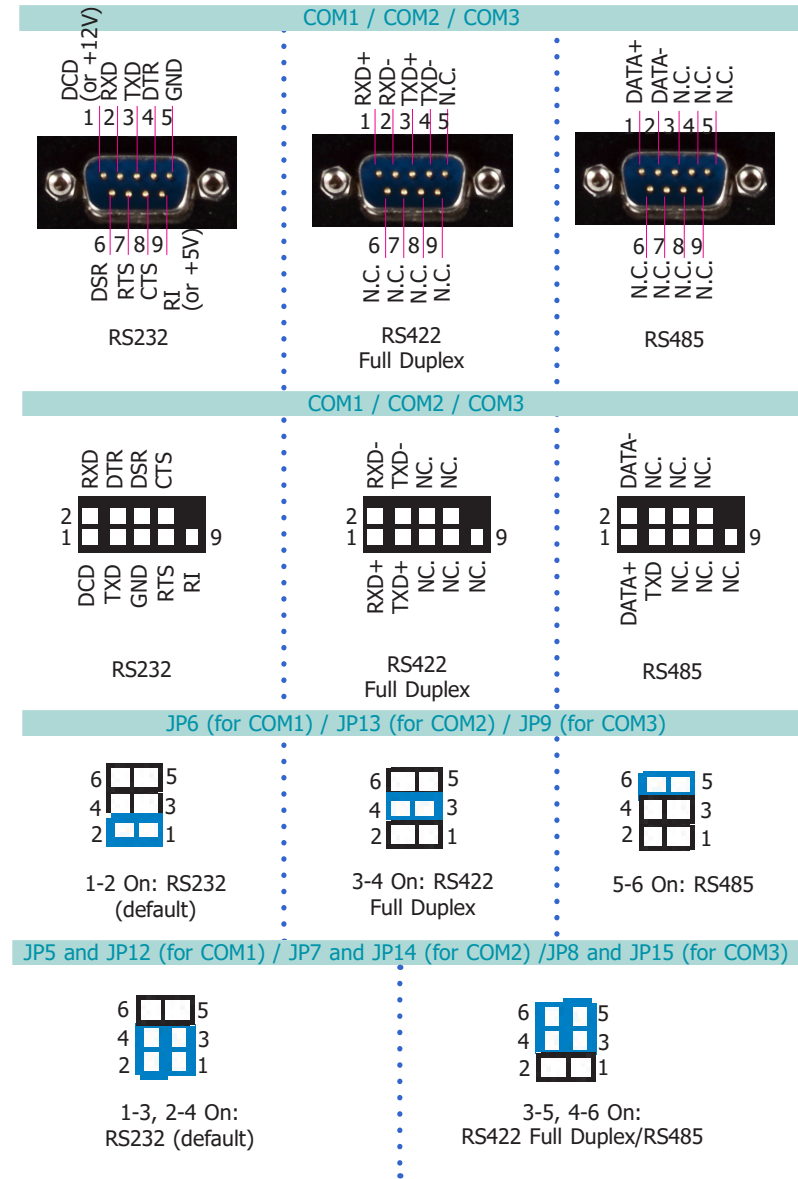 COM1 / COM2 / COM3
DCD
(or +12V)
RXD
TXD
DTR
GND
1 2 3 4 5
6 7 8 9
DSR
RTS
CTS
RI
(or +5V)
RS232
RXD+
RXD-
TXD+
TXD-
N.C.
1 2 3 4 5
6 7 8 9
N.C.
N.C.
N.C.
N.C.
RS422
Full Duplex
DATA+
DATA-
N.C.
N.C.
N.C.
1 2 3 4 5
6 7 8 9
N.C.
N.C.
N.C.
N.C.
RS485
COM1 / COM2 / COM3
RXD
DTR
DSR
CTS
2
1 9
DCD
TXD
GND
RTS
RI
RS232
RXD-
TXD-
NC.
NC.
2
1 9
RXD+
TXD+
NC.
NC.
NC.
RS422
Full Duplex
DATA-
NC.
NC.
NC.
2
1 9
DATA+
TXD
NC.
NC.
NC.
RS485
JP6 (for COM1) / JP13 (for COM2) / JP9 (for COM3)
6 5
4 3
2 1
1-2 On: RS232
(default)
6 5
4 3
2 1
3-4 On: RS422
Full Duplex
6 5
4 3
2 1
5-6 On: RS485
JP5 and JP12 (for COM1) / JP7 and JP14 (for COM2) /JP8 and JP15 (for COM3)
6 5
4 3
2 1
1-3, 2-4 On:
RS232 (default)
6 5
4 3
2 1
3-5, 4-6 On:
RS422 Full Duplex/RS485